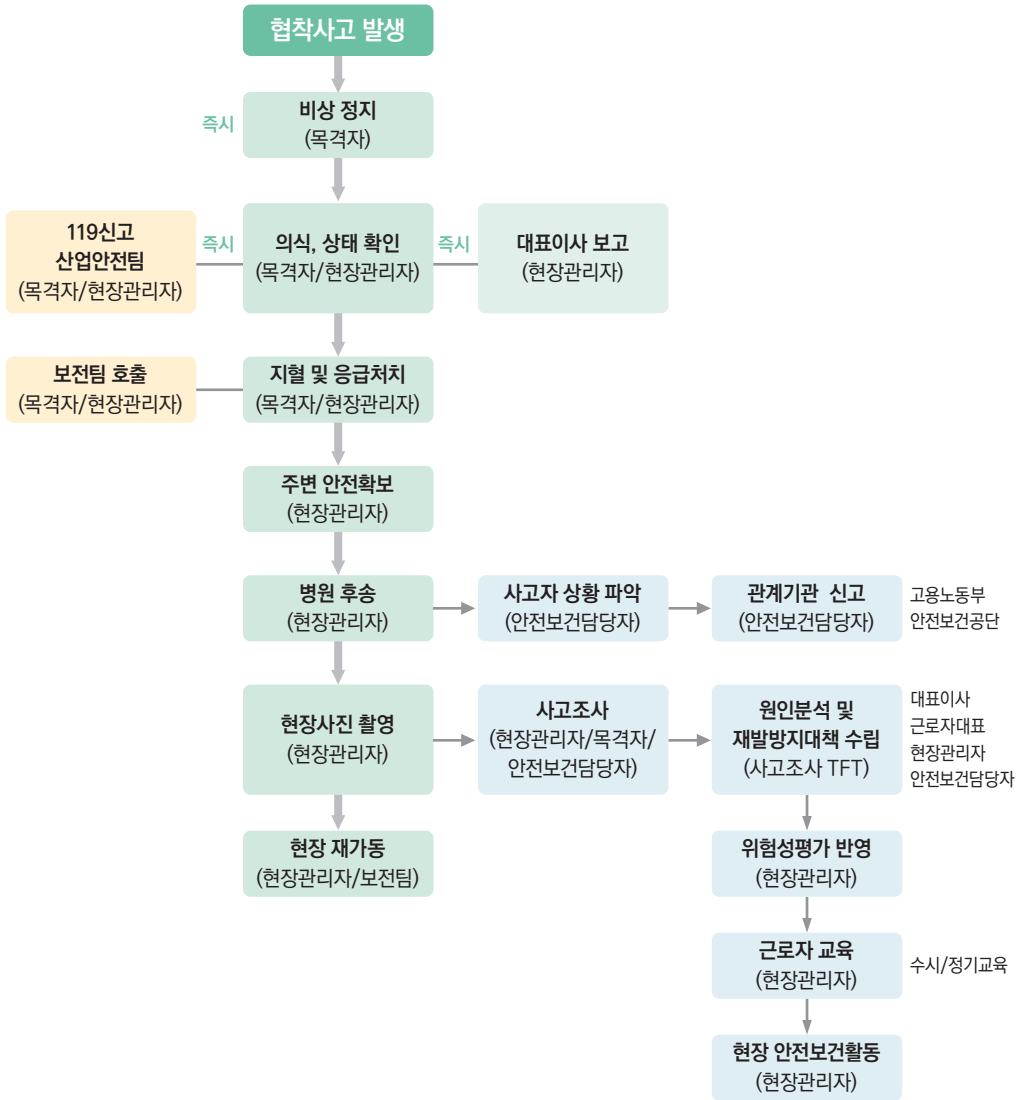 협착사고 발생
즉시
비상 정지
(목격자)
119신고
산업안전팀
(목격자/현장관리자)
즉시
의식, 상태 확인
(목격자/현장관리자)
즉시
대표이사 보고
(현장관리자)
보전팀 호출
(목격자/현장관리자)
지혈 및 응급처치
(목격자/현장관리자)
주변 안전확보
(현장관리자)
병원 후송
(현장관리자)
사고자 상황 파악
(안전보건담당자)
관계기관 신고
(안전보건담당자)
고용노동부
안전보건공단
현장사진 촬영
(현장관리자)
사고조사
(현장관리자/목격자/
안전보건담당자)
원인분석 및
재발방지대책 수립
(사고조사 TFT)
대표이사
근로자대표
현장관리자
안전보건담당자
현장 재가동
(현장관리자/보전팀)
위험성평가 반영
(현장관리자)
근로자 교육
(현장관리자)
수시/정기교육
현장 안전보건활동
(현장관리자)